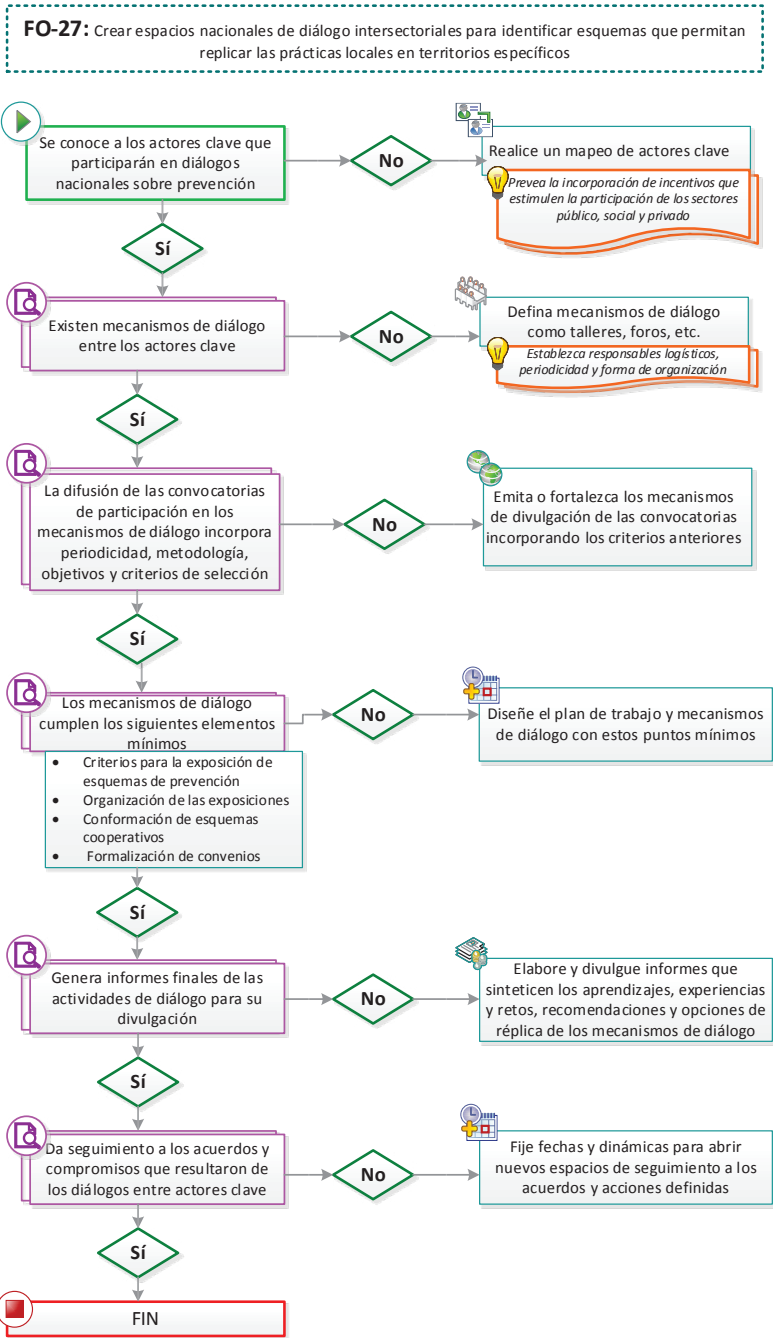 FO-27: Crear espacios nacionales de diálogo intersectoriales para identificar esquemas que permitan
replicar las prácticas locales en territorios específicos
Se conoce a los actores clave que
participarán en diálogos
nacionales sobre prevención
No
Realice un mapeo de actores clave
Prevea la incorporación de incentivos que
estimulen la participación de los sectores
público, social y privado
Sí
Existen mecanismos de diálogo
entre los actores clave
No
Defina mecanismos de diálogo
como talleres, foros, etc.
Establezca responsables logísticos,
periodicidad y forma de organización
Sí
La difusión de las convocatorias
de participación en los
mecanismos de diálogo incorpora
periodicidad, metodología,
objetivos y criterios de selección
No
Emita o fortalezca los mecanismos
de divulgación de las convocatorias
incorporando los criterios anteriores
Sí
Los mecanismos de diálogo
cumplen los siguientes elementos
mínimos
• Criterios para la exposición de
esquemas de prevención
• Organización de las exposiciones
• Conformación de esquemas
cooperativos
• Formalización de convenios
No
Diseñe el plan de trabajo y mecanismos
de diálogo con estos puntos mínimos
Sí
Genera informes finales de las
actividades de diálogo para su
divulgación
No
Elabore y divulgue informes que
sinteticen los aprendizajes, experiencias
y retos, recomendaciones y opciones de
réplica de los mecanismos de diálogo
Sí
Da seguimiento a los acuerdos y
compromisos que resultaron de
los diálogos entre actores clave
No
Fije fechas y dinámicas para abrir
nuevos espacios de seguimiento a los
acuerdos y acciones definidas
Sí
FIN